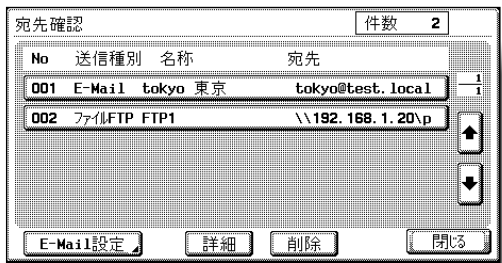 宛先確認 件数 2
No 送信種別 名称 宛先
001 E-Mail tokyo 東京 tokyo@test.local
1/1
002 ファイルFTP FTP1 \\192.168.1.20\p
E-Mail設定 詳細 削除 閉じる